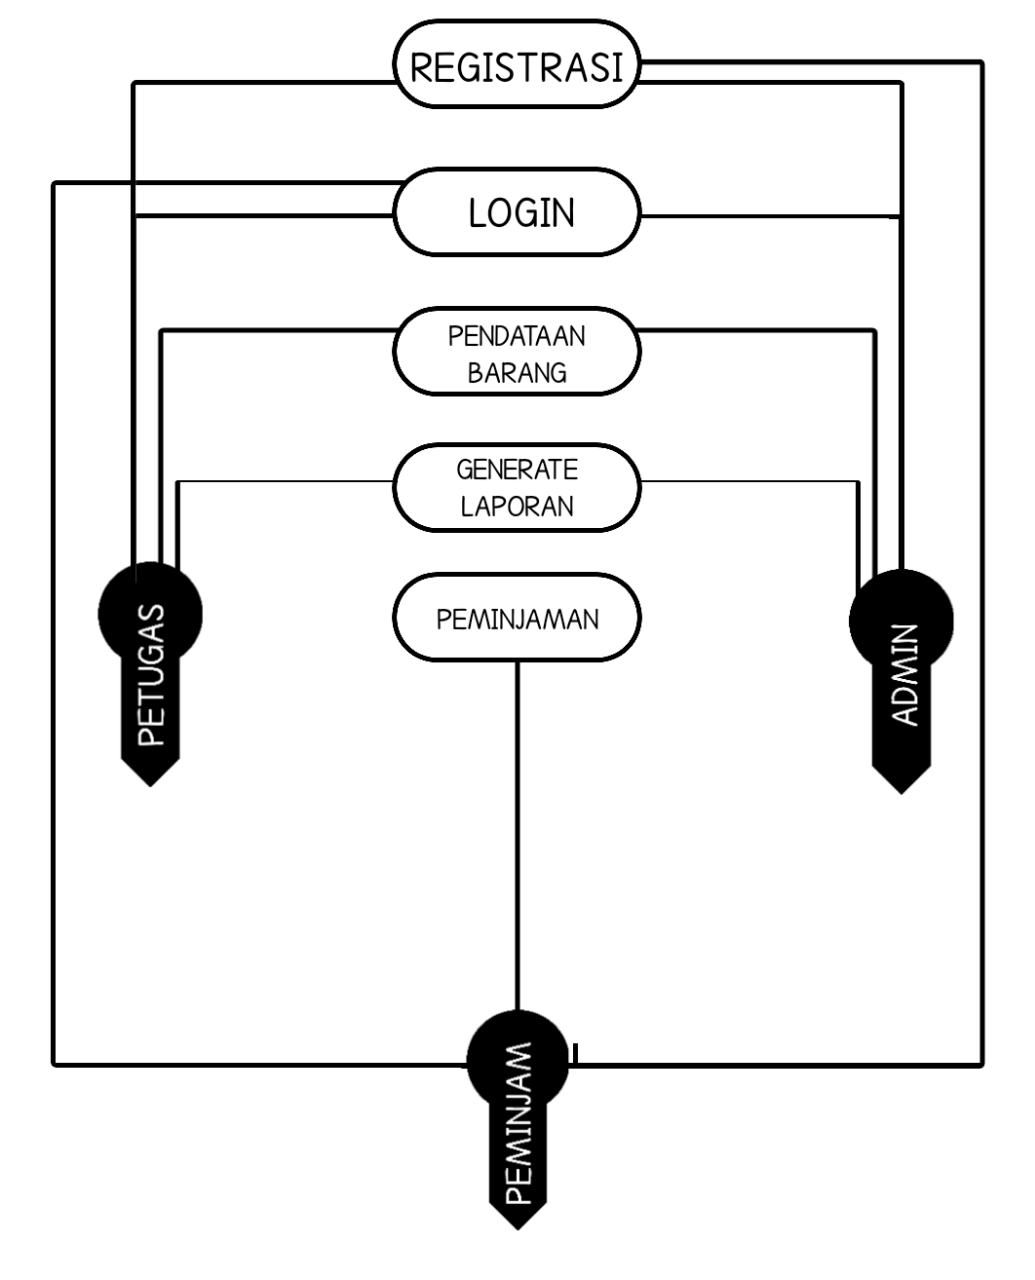 REGISTRASI
LOGIN
PENDATAAN
BARANG
GENERATE
LAPORAN
PEMINJAMAN
PETUGAS
ADMIN
PEMINJAM